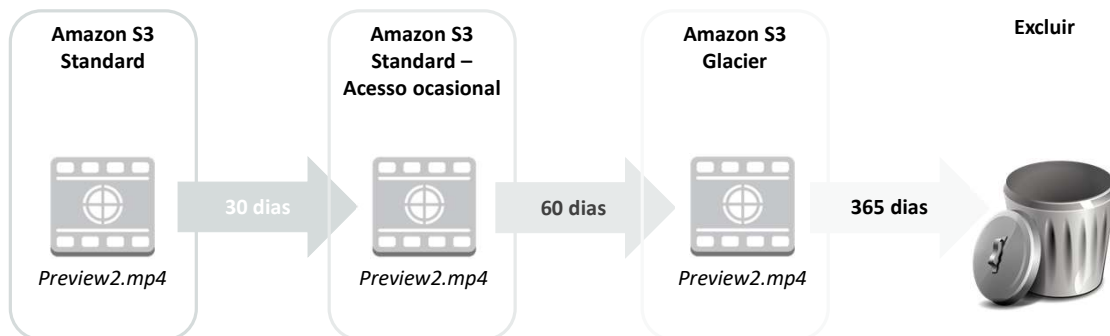 Amazon S3
Standard
Amazon S3
Standard –
Acesso ocasional
Amazon S3
Glacier
Excluir
30 dias
60 dias
365 dias
Preview2.mp4
Preview2.mp4
Preview2.mp4